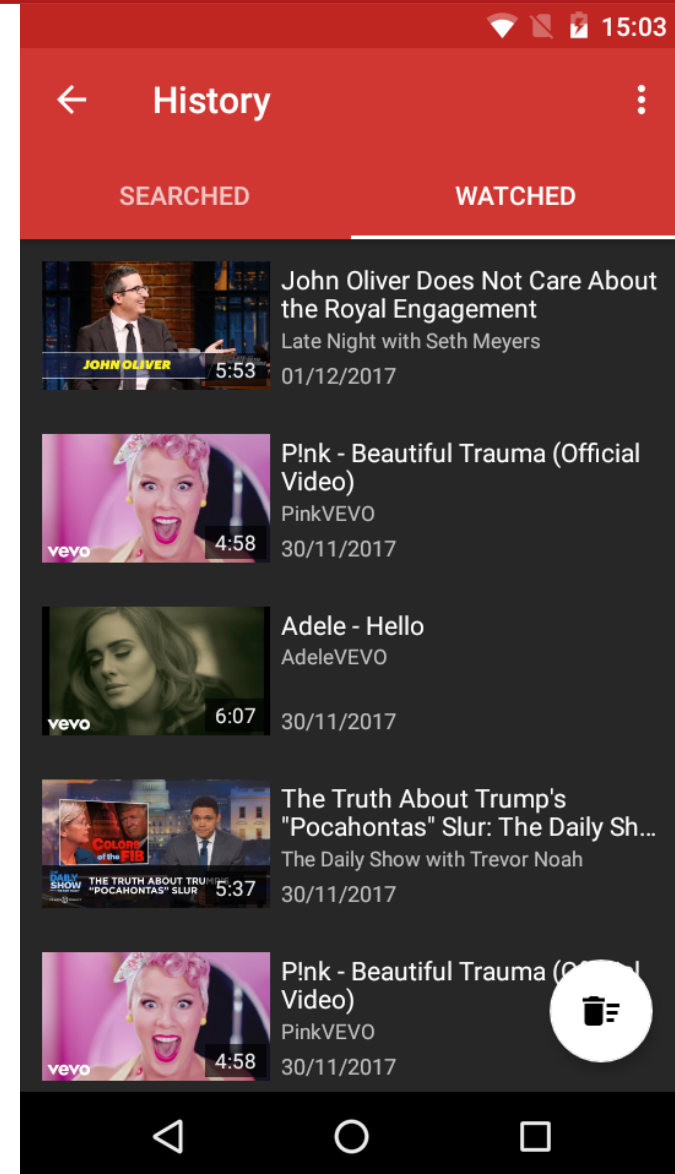 15:03
History
SEARCHED
WATCHED
JOHN OLIVER
5:53
John Oliver Does Not Care About
the Royal Engagement
Late Night with Seth Meyers
01/12/2017
vevo
4:58
P!nk - Beautiful Trauma (Official
Video)
PinkVEVO
30/11/2017
vevo
6:07
Adele - Hello
AdeleVEVO
30/11/2017
COLORS
of the FIB
THE
DAILY
SHOW
THE TRUTH ABOUT TRUMP'S
"POCAHONTAS" SLUR
5:37
The Truth About Trump's
"Pocahontas" Slur: The Daily Sh...
The Daily Show with Trevor Noah
30/11/2017
vevo
4:58
P!nk - Beautiful Trauma (
Video)
PinkVEVO
30/11/2017